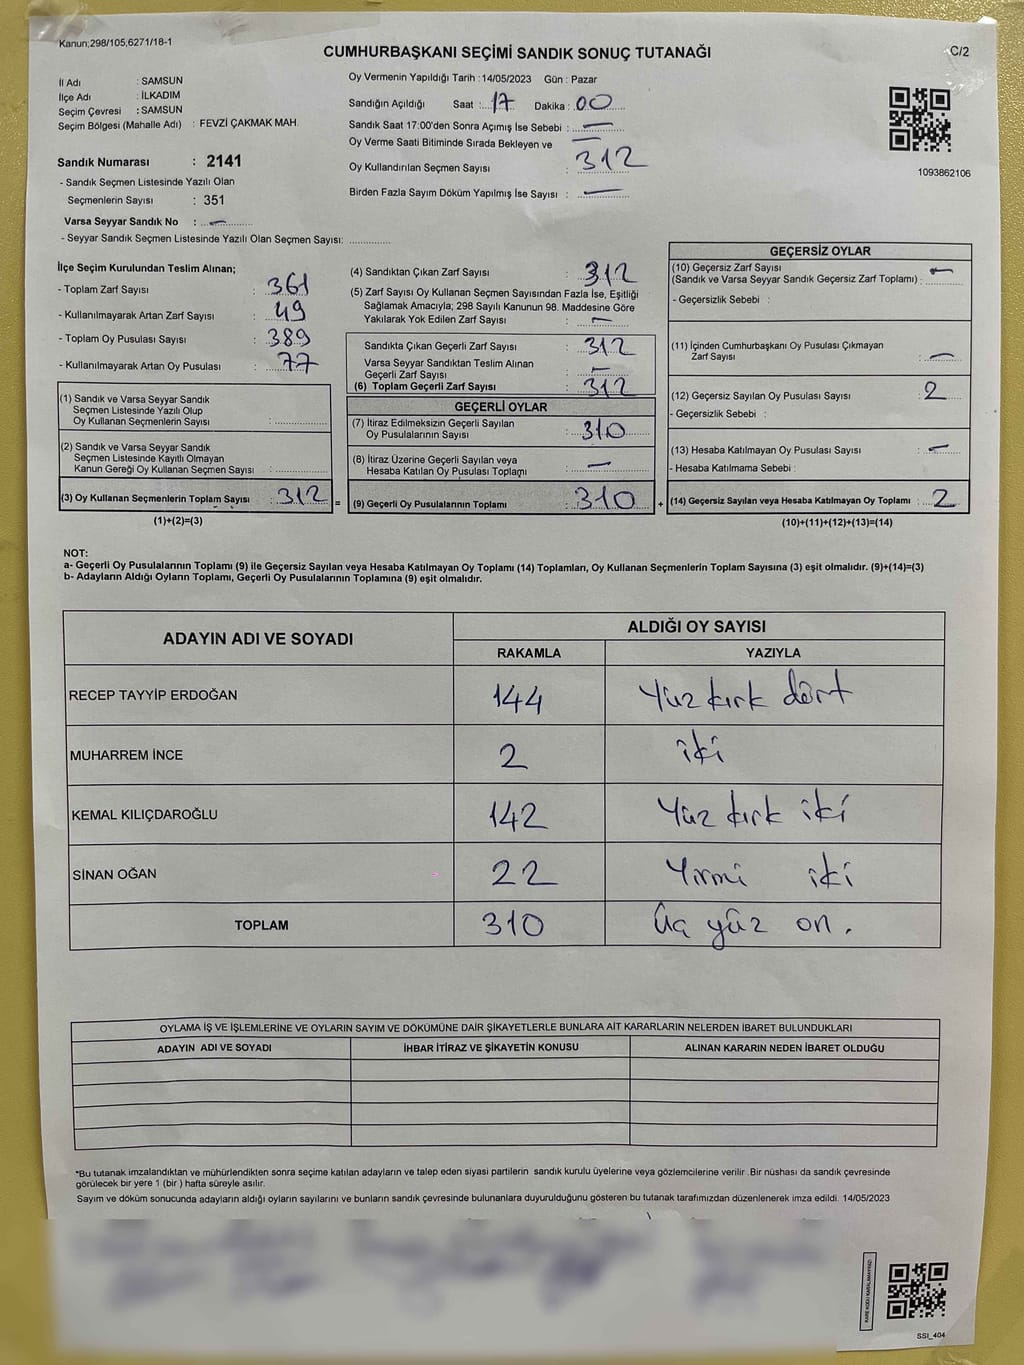 Kanun;298/105,6271/18-1
CUMHURBAŞKANI SEÇİMİ SANDIK SONUÇ TUTANAĞI
C/2
İl Adı : SAMSUN
İlçe Adı : İLKADIM
Seçim Çevresi : SAMSUN
Seçim Bölgesi (Mahalle Adı) : FEVZİ ÇAKMAK MAH.
Sandık Numarası : 2141
- Sandık Seçmen Listesinde Yazılı Olan
Seçmenlerin Sayısı : 351
Varsa Seyyar Sandık No : -
- Seyyar Sandık Seçmen Listesinde Yazılı Olan Seçmen Sayısı: ..............
Oy Vermenin Yapıldığı Tarih : 14/05/2023 Gün : Pazar
Sandığın Açıldığı Saat : 17 Dakika : 00
Sandık Saat 17:00'den Sonra Açımış İse Sebebi : -
Oy Verme Saati Bitiminde Sırada Bekleyen ve -
Oy Kullandırılan Seçmen Sayısı : 312
Birden Fazla Sayım Döküm Yapılmış İse Sayısı : -
1093862106
İlçe Seçim Kurulundan Teslim Alınan;
- Toplam Zarf Sayısı : 361
- Kullanılmayarak Artan Zarf Sayısı : 49
- Toplam Oy Pusulası Sayısı : 389
- Kullanılmayarak Artan Oy Pusulası : 77
(1) Sandık ve Varsa Seyyar Sandık
Seçmen Listesinde Yazılı Olup
Oy Kullanan Seçmenlerin Sayısı : ..............
(2) Sandık ve Varsa Seyyar Sandık
Seçmen Listesinde Kayıtlı Olmayan
Kanun Gereği Oy Kullanan Seçmen Sayısı : ..............
(3) Oy Kullanan Seçmenlerin Toplam Sayısı : 312 =
(1)+(2)=(3)
(4) Sandıktan Çıkan Zarf Sayısı : 312
(5) Zarf Sayısı Oy Kullanan Seçmen Sayısından Fazla İse, Eşitliği
Sağlamak Amacıyla; 298 Sayılı Kanunun 98. Maddesine Göre
Yakılarak Yok Edilen Zarf Sayısı : -
Sandıkta Çıkan Geçerli Zarf Sayısı : 312
Varsa Seyyar Sandıktan Teslim Alınan
Geçerli Zarf Sayısı : -
(6) Toplam Geçerli Zarf Sayısı : 312
GEÇERLİ OYLAR
(7) İtiraz Edilmeksizin Geçerli Sayılan
Oy Pusulalarının Sayısı : 310
(8) İtiraz Üzerine Geçerli Sayılan veya
Hesaba Katılan Oy Pusulası Toplamı : -
(9) Geçerli Oy Pusulalarının Toplamı : 310 +
GEÇERSİZ OYLAR
(10) Geçersiz Zarf Sayısı
(Sandık ve Varsa Seyyar Sandık Geçersiz Zarf Toplamı) : -
- Geçersizlik Sebebi :
(11) İçinden Cumhurbaşkanı Oy Pusulası Çıkmayan
Zarf Sayısı : -
(12) Geçersiz Sayılan Oy Pusulası Sayısı : 2
- Geçersizlik Sebebi :
(13) Hesaba Katılmayan Oy Pusulası Sayısı : -
- Hesaba Katılmama Sebebi :
(14) Geçersiz Sayılan veya Hesaba Katılmayan Oy Toplamı : 2
(10)+(11)+(12)+(13)=(14)
NOT:
a- Geçerli Oy Pusulalarının Toplamı (9) ile Geçersiz Sayılan veya Hesaba Katılmayan Oy Toplamı (14) Toplamları, Oy Kullanan Seçmenlerin Toplam Sayısına (3) eşit olmalıdır. (9)+(14)=(3)
b- Adayların Aldığı Oyların Toplamı, Geçerli Oy Pusulalarının Toplamına (9) eşit olmalıdır.
ADAYIN ADI VE SOYADI
ALDIĞI OY SAYISI
RAKAMLA YAZIYLA
RECEP TAYYİP ERDOĞAN 144 Yüz kırk dört
MUHARREM İNCE 2 iki
KEMAL KILIÇDAROĞLU 142 Yüz kırk iki
SİNAN OĞAN 22 Yirmi iki
TOPLAM 310 Üç yüz on.
OYLAMA İŞ VE İŞLEMLERİNE VE OYLARIN SAYIM VE DÖKÜMÜNE DAİR ŞİKAYETLERLE BUNLARA AİT KARARLARIN NELERDEN İBARET BULUNDUKLARI
ADAYIN ADI VE SOYADI İHBAR İTİRAZ VE ŞİKAYETİN KONUSU ALINAN KARARIN NEDEN İBARET OLDUĞU
*Bu tutanak imzalandıktan ve mühürlendikten sonra seçime katılan adayların ve talep eden siyasi partilerin sandık kurulu üyelerine veya gözlemcilerine verilir .Bir nüshası da sandık çevresinde
görülecek bir yere 1 (bir ) hafta süreyle asılır.
Sayım ve döküm sonucunda adayların aldığı oyların sayılarını ve bunların sandık çevresinde bulunanlara duyurulduğunu gösteren bu tutanak tarafımızdan düzenlenerek imza edildi. 14/05/2023
SSI_404